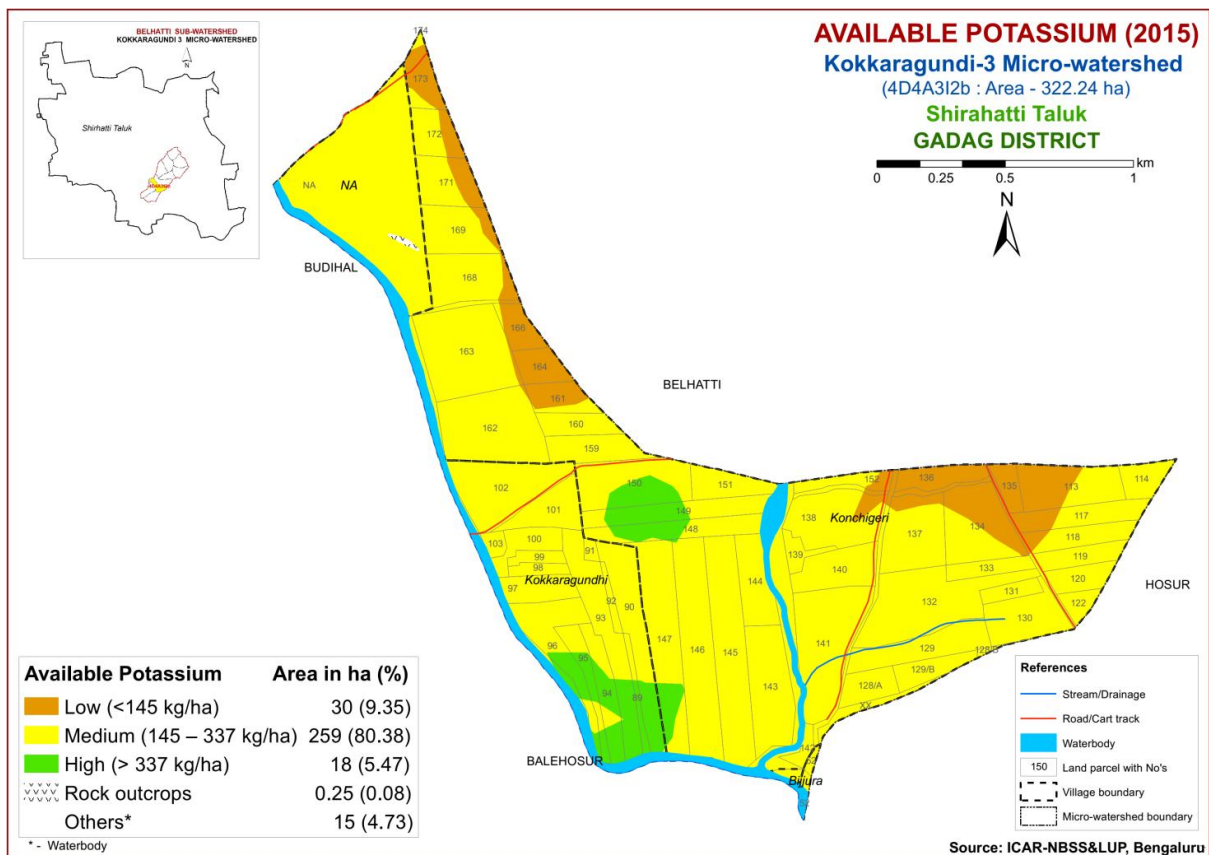 BELHATTI SUB-WATERSHED
KOKKARAGUNDI 3 MICRO-WATERSHED
N
Shirhatti Taluk
4D4A3I2b
AVAILABLE POTASSIUM (2015)
Kokkaragundi-3 Micro-watershed
(4D4A3I2b : Area - 322.24 ha)
Shirahatti Taluk
GADAG DISTRICT
km
0 0.25 0.5 1
N
174
173
172
NA NA
171
169
BUDIHAL
168
166
163
164
BELHATTI
161
162
160
159
102
150
151
152
136
135
113
114
101
149
148
138
Konchigeri
134
117
103
100
91
139
137
118
99
98
140
133
119
97
Kokkaragundhi
144
HOSUR
92
90
131
120
93
132
122
130
96
147
146
145
141
129
128/B
95
129/B
94
89
143
128/A
XX
BALEHOSUR
142
52
Bijjura
Available Potassium Area in ha (%)
Low (<145 kg/ha) 30 (9.35)
Medium (145 – 337 kg/ha) 259 (80.38)
High (> 337 kg/ha) 18 (5.47)
Rock outcrops 0.25 (0.08)
Others* 15 (4.73)
* - Waterbody
References
Stream/Drainage
Road/Cart track
Waterbody
150 Land parcel with No's
Village boundary
Micro-watershed boundary
Source: ICAR-NBSS&LUP, Bengaluru